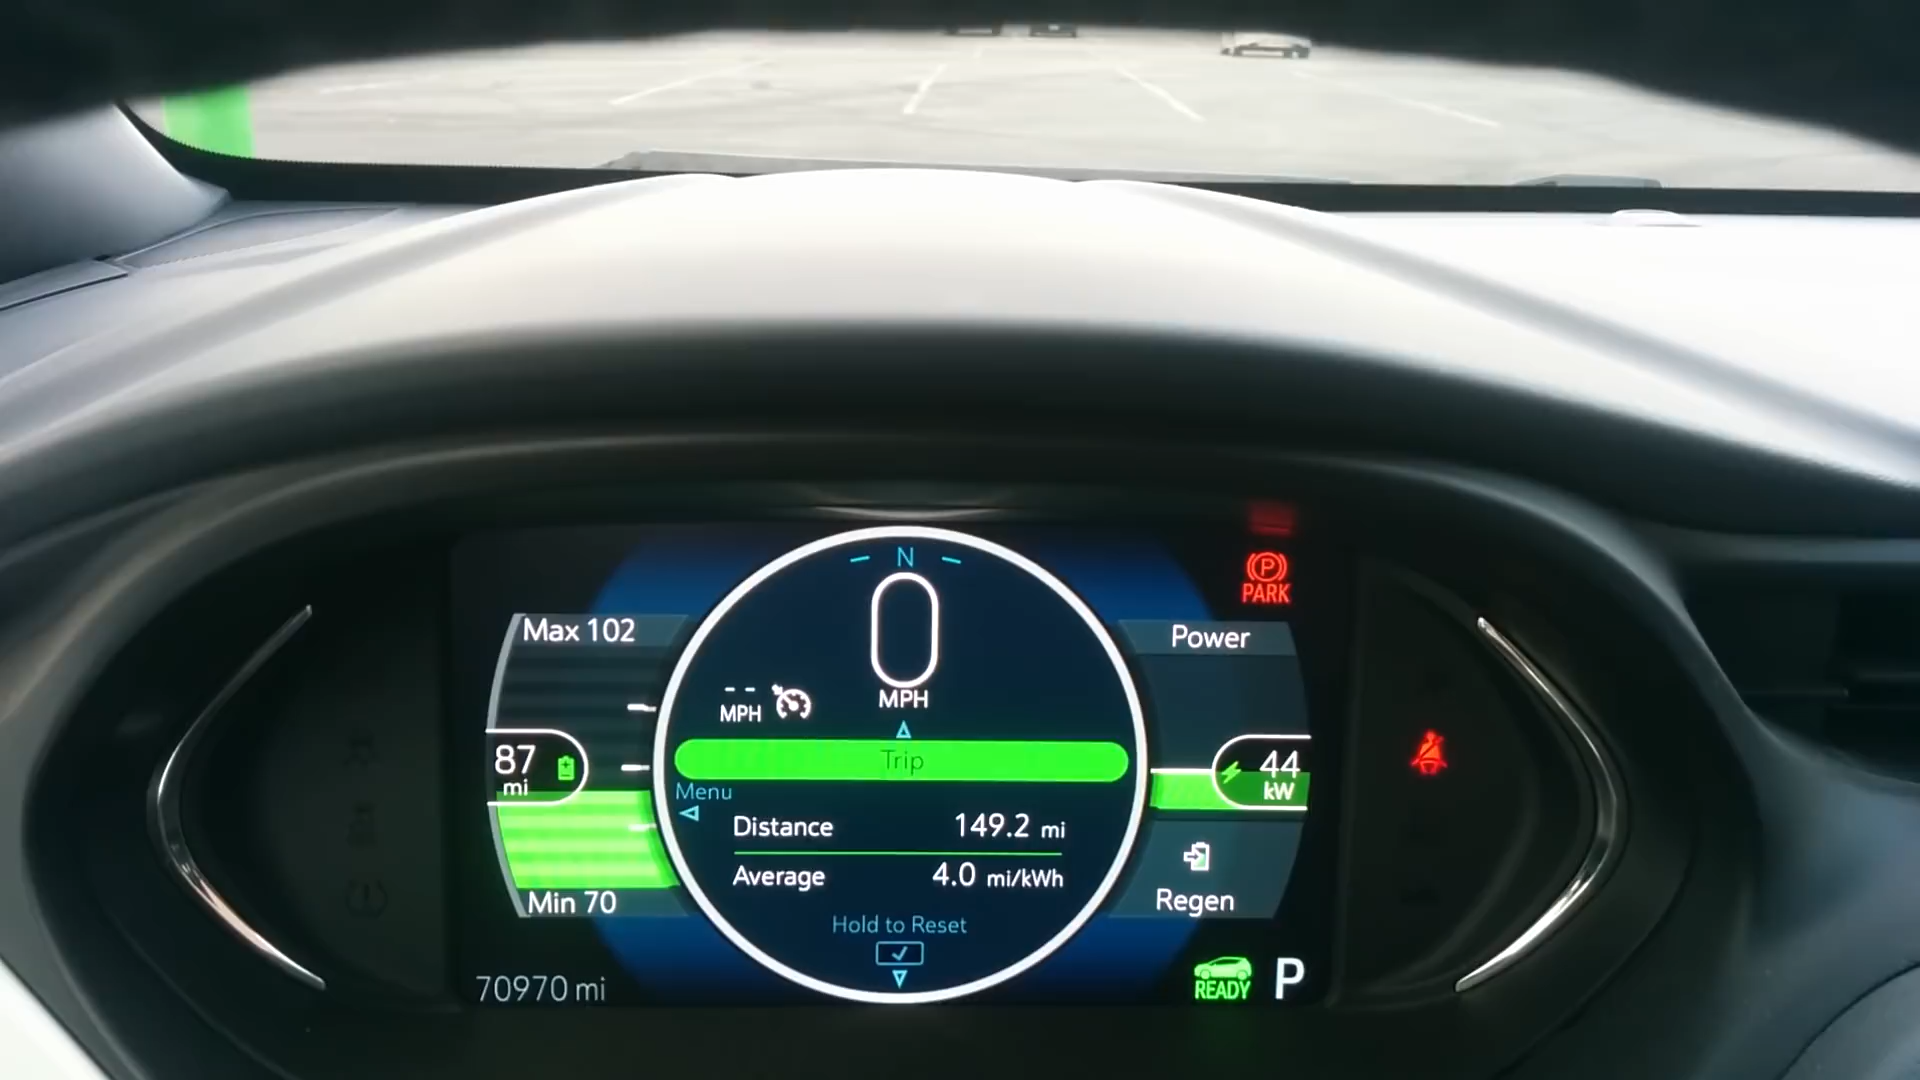 N
0
MPH
P
PARK
Max 102
Power
- -
MPH
87
mi
Trip
44
kW
Menu
Distance 149.2 mi
Average 4.0 mi/kWh
Min 70
Regen
Hold to Reset
70970 mi
READY
P